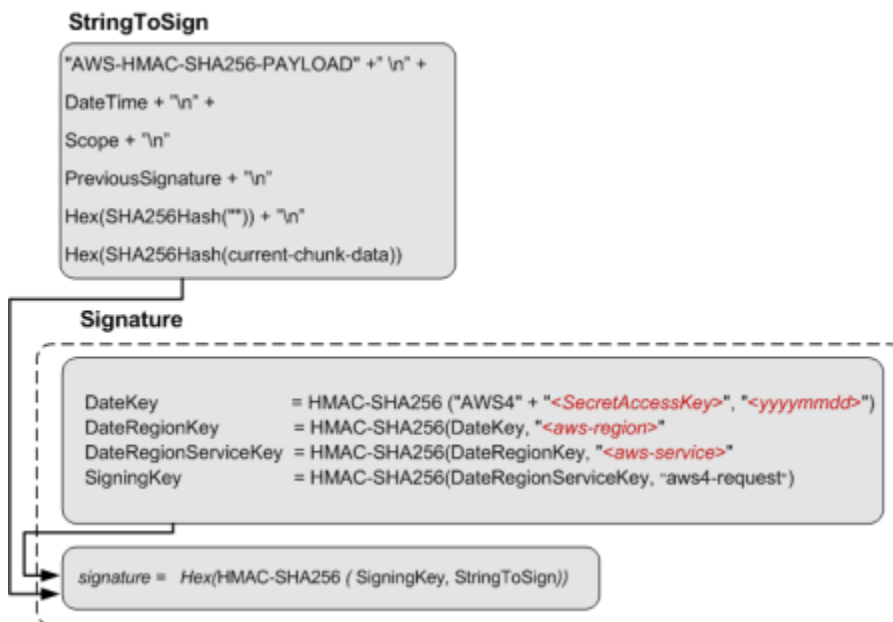 StringToSign
"AWS-HMAC-SHA256-PAYLOAD" +" \n" +
DateTime + "\n" +
Scope + "\n"
PreviousSignature + "\n"
Hex(SHA256Hash("")) + "\n"
Hex(SHA256Hash(current-chunk-data))
Signature
DateKey = HMAC-SHA256 ("AWS4" + "<SecretAccessKey>", "<yyyymmdd>")
DateRegionKey = HMAC-SHA256(DateKey, "<aws-region>"
DateRegionServiceKey = HMAC-SHA256(DateRegionKey, "<aws-service>"
SigningKey = HMAC-SHA256(DateRegionServiceKey, "aws4-request")
signature = Hex(HMAC-SHA256 ( SigningKey, StringToSign))